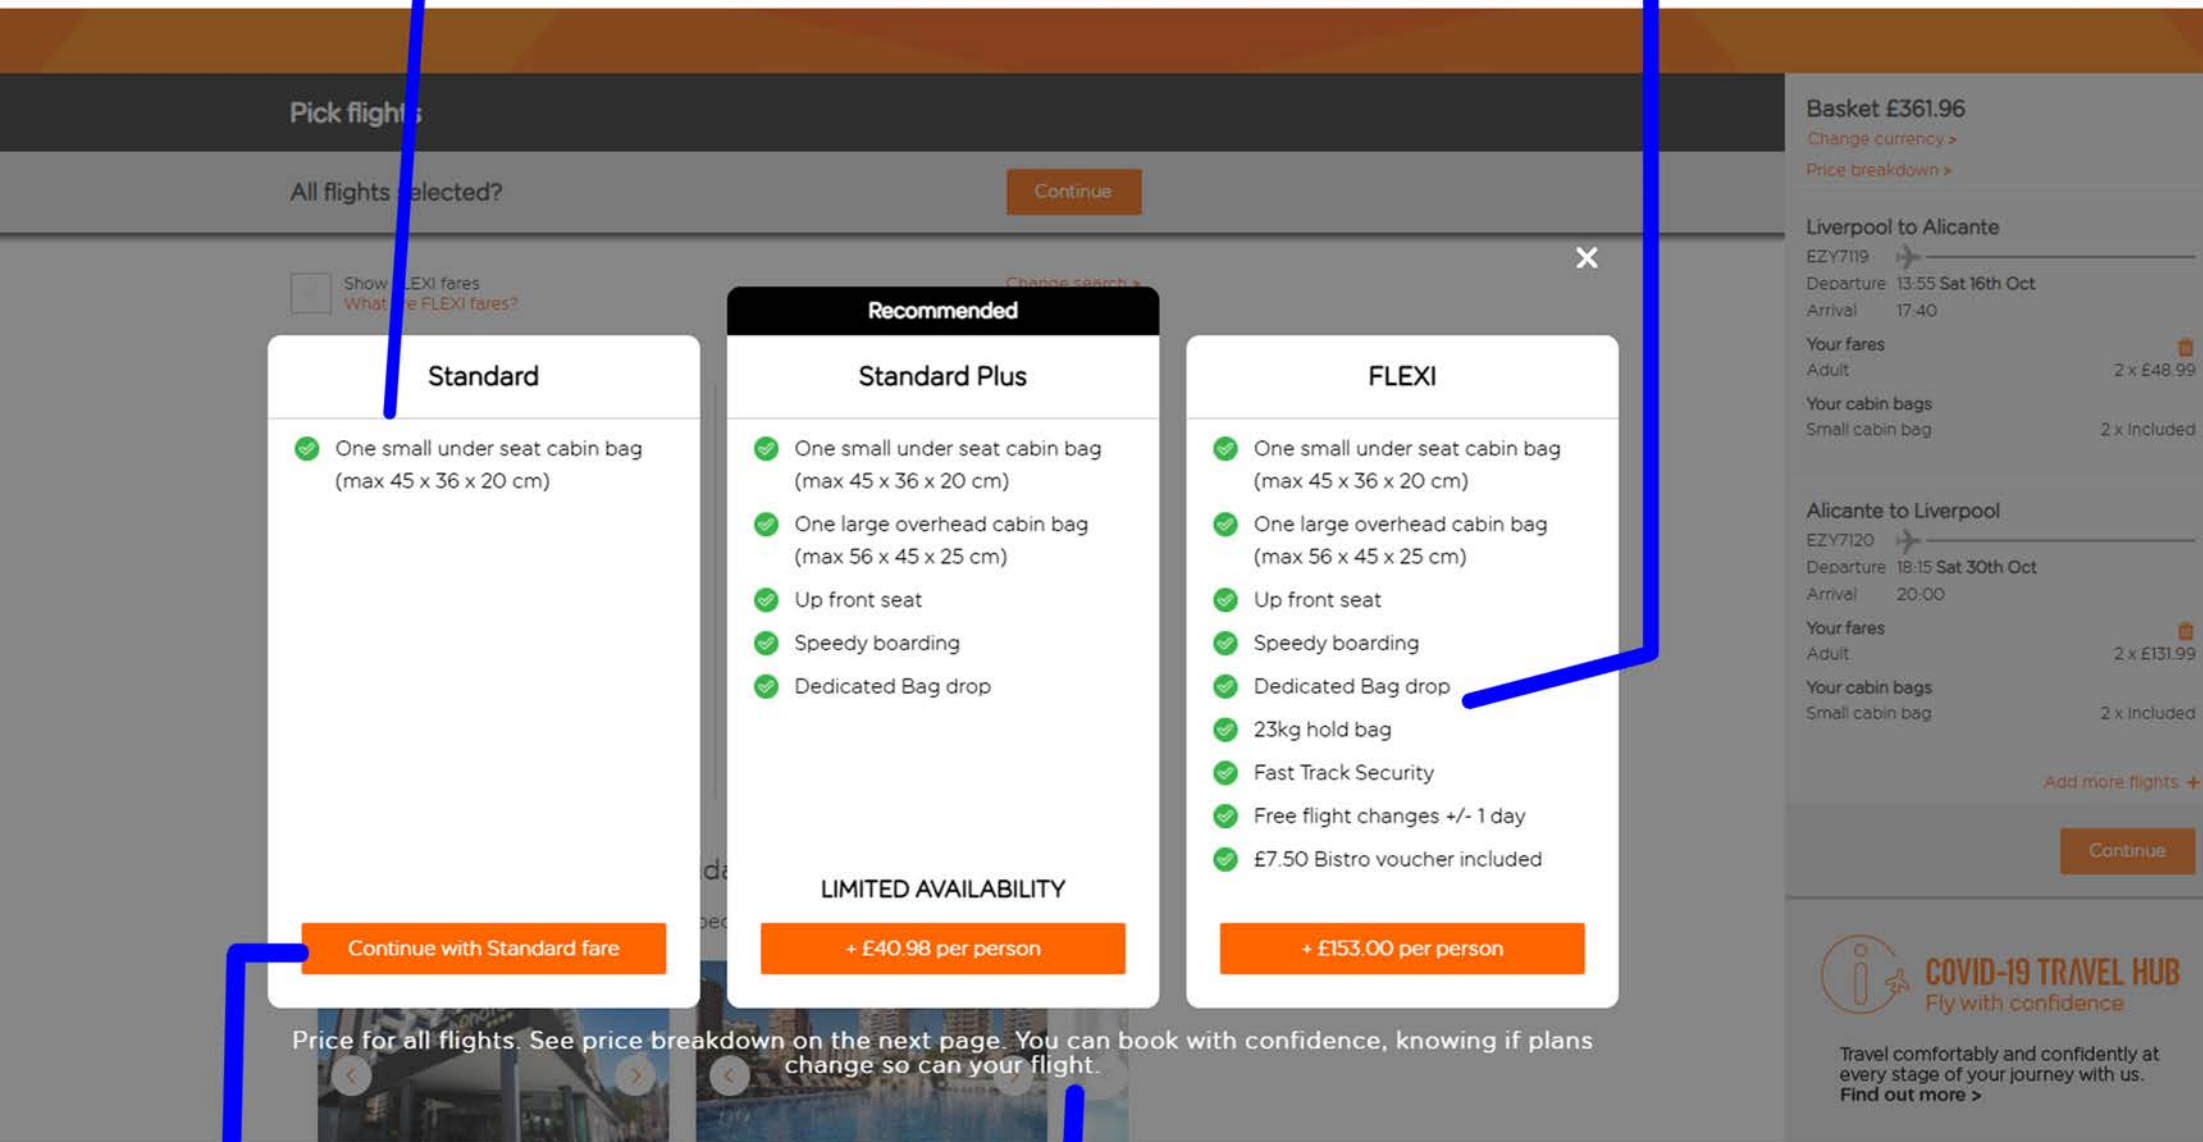 Pick flights
All flights selected?
Continue
Show FLEXI fares
What are FLEXI fares?
Change search >
Standard
One small under seat cabin bag
(max 45 x 36 x 20 cm)
Continue with Standard fare
Recommended
Standard Plus
One small under seat cabin bag
(max 45 x 36 x 20 cm)
One large overhead cabin bag
(max 56 x 45 x 25 cm)
Up front seat
Speedy boarding
Dedicated Bag drop
LIMITED AVAILABILITY
+ £40.98 per person
FLEXI
One small under seat cabin bag
(max 45 x 36 x 20 cm)
One large overhead cabin bag
(max 56 x 45 x 25 cm)
Up front seat
Speedy boarding
Dedicated Bag drop
23kg hold bag
Fast Track Security
Free flight changes +/- 1 day
£7.50 Bistro voucher included
+ £153.00 per person
Price for all flights. See price breakdown on the next page. You can book with confidence, knowing if plans
change so can your flight.
Basket £361.96
Change currency >
Price breakdown >
Liverpool to Alicante
EZY7119
Departure 13:55 Sat 16th Oct
Arrival 17:40
Your fares
Adult 2 x £48.99
Your cabin bags
Small cabin bag 2 x Included
Alicante to Liverpool
EZY7120
Departure 18:15 Sat 30th Oct
Arrival 20:00
Your fares
Adult 2 x £131.99
Your cabin bags
Small cabin bag 2 x Included
Add more flights +
Continue
COVID-19 TRAVEL HUB
Fly with confidence
Travel comfortably and confidently at
every stage of your journey with us.
Find out more >